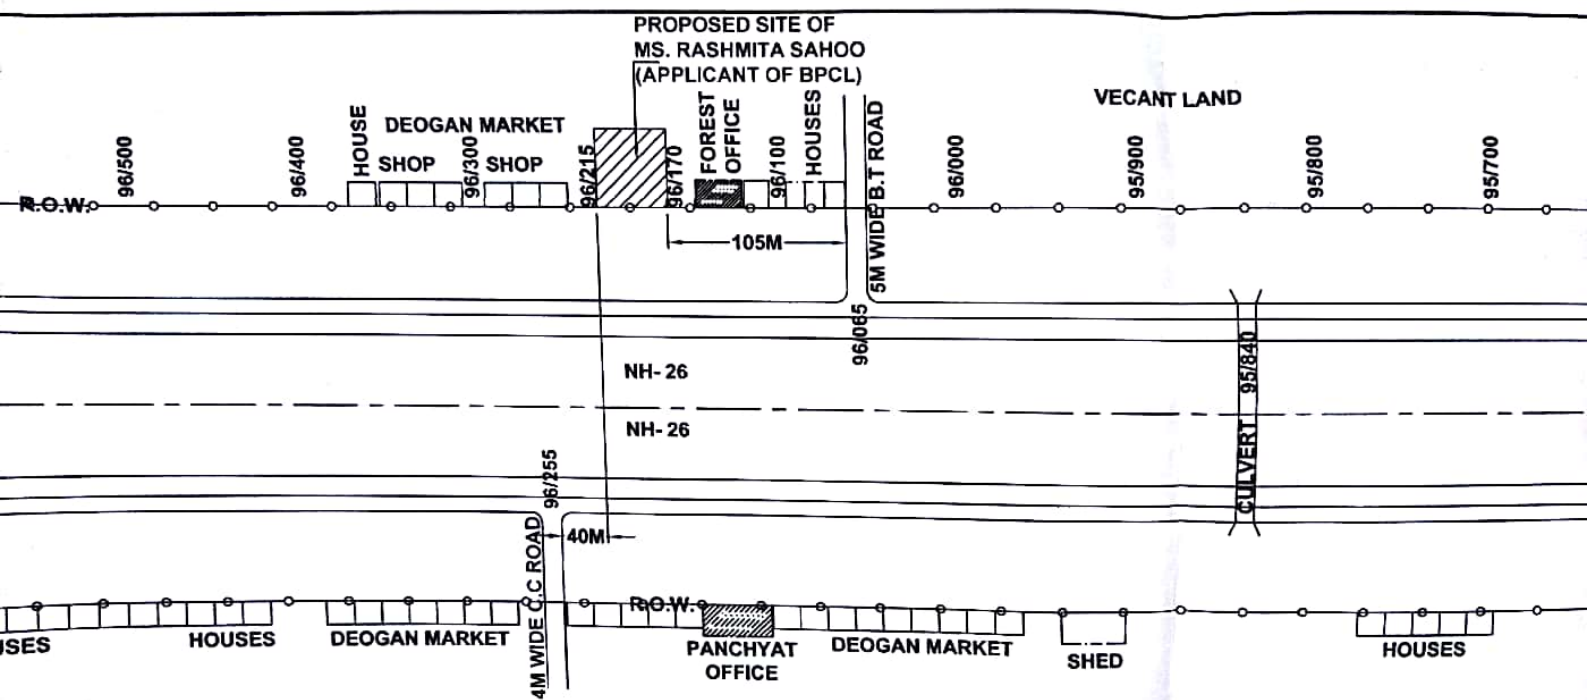 PROPOSED SITE OF
MS. RASHMITA SAHOO
(APPLICANT OF BPCL)
VECANT LAND
96/500
96/400
HOUSE
DEOGAN MARKET
SHOP
96/300
SHOP
96/215
96/170
FOREST
OFFICE
96/100
HOUSES
5M WIDE B.T ROAD
96/000
95/900
95/800
95/700
R.O.W.
105M
96/065
NH- 26
NH- 26
CULVERT 95/840
96/255
40M
4M WIDE C.C ROAD
R.O.W.
USES
HOUSES
DEOGAN MARKET
PANCHYAT
OFFICE
DEOGAN MARKET
SHED
HOUSES